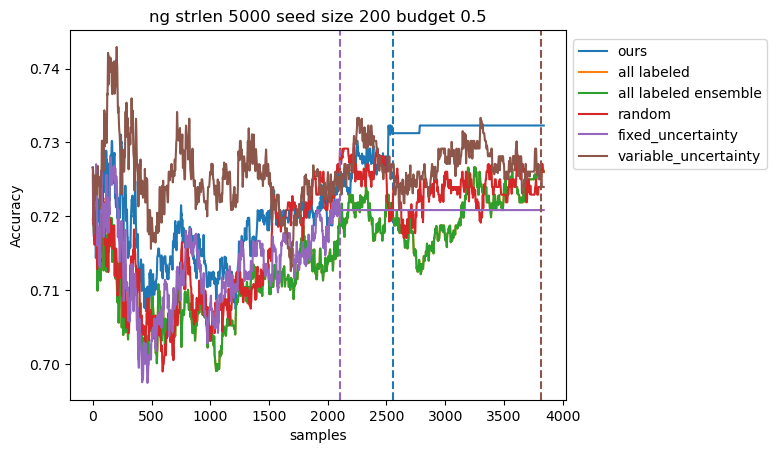 ng strlen 5000 seed size 200 budget 0.5
Accuracy
0.74
0.73
0.72
0.71
0.70
0
500
1000
1500
2000
2500
3000
3500
4000
samples
ours
all labeled
all labeled ensemble
random
fixed_uncertainty
variable_uncertainty